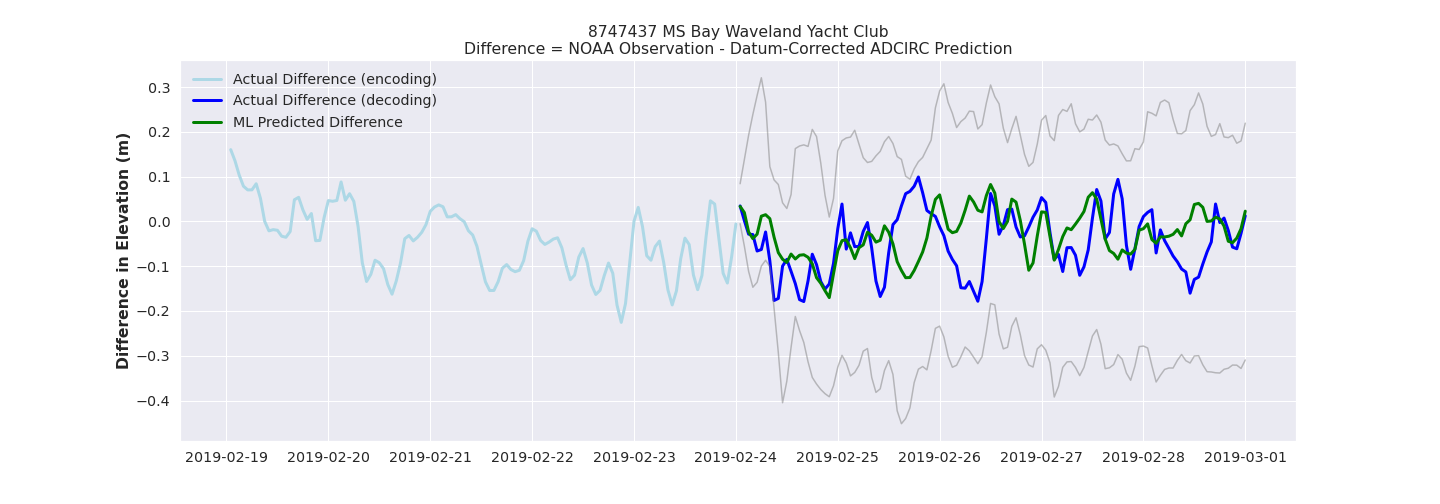 8747437 MS Bay Waveland Yacht Club
Difference = NOAA Observation - Datum-Corrected ADCIRC Prediction
Difference in Elevation (m)
0.3
0.2
0.1
0.0
−0.1
−0.2
−0.3
−0.4
Actual Difference (encoding)
Actual Difference (decoding)
ML Predicted Difference
2019-02-19 2019-02-20 2019-02-21 2019-02-22 2019-02-23 2019-02-24 2019-02-25 2019-02-26 2019-02-27 2019-02-28 2019-03-01